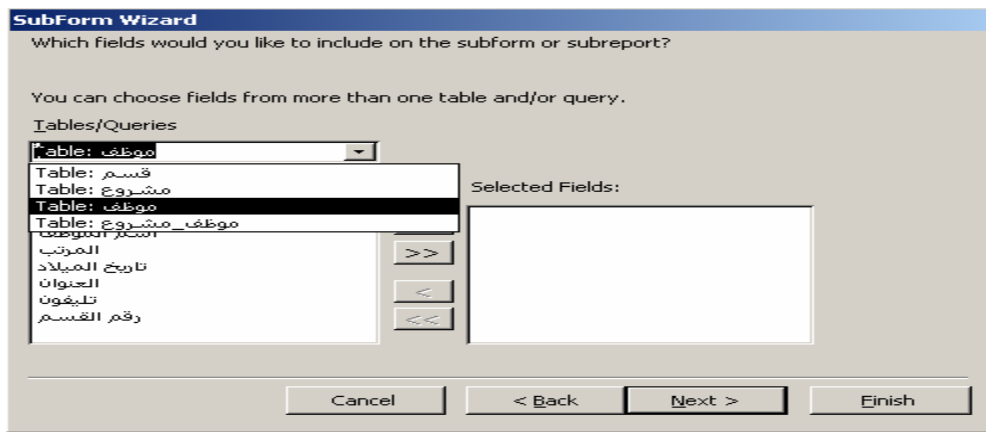 SubForm Wizard
Which fields would you like to include on the subform or subreport?
You can choose fields from more than one table and/or query.
Tables/Queries
Table: موظف
Table: قسم
Table: مشروع
Table: موظف
Table: موظف_مشروع
Selected Fields:
اسم الموظف
المرتب
>>
تاريخ الميلاد
العنوان
<
تليفون
رقم القسم
<<
Cancel
< Back
Next >
Finish